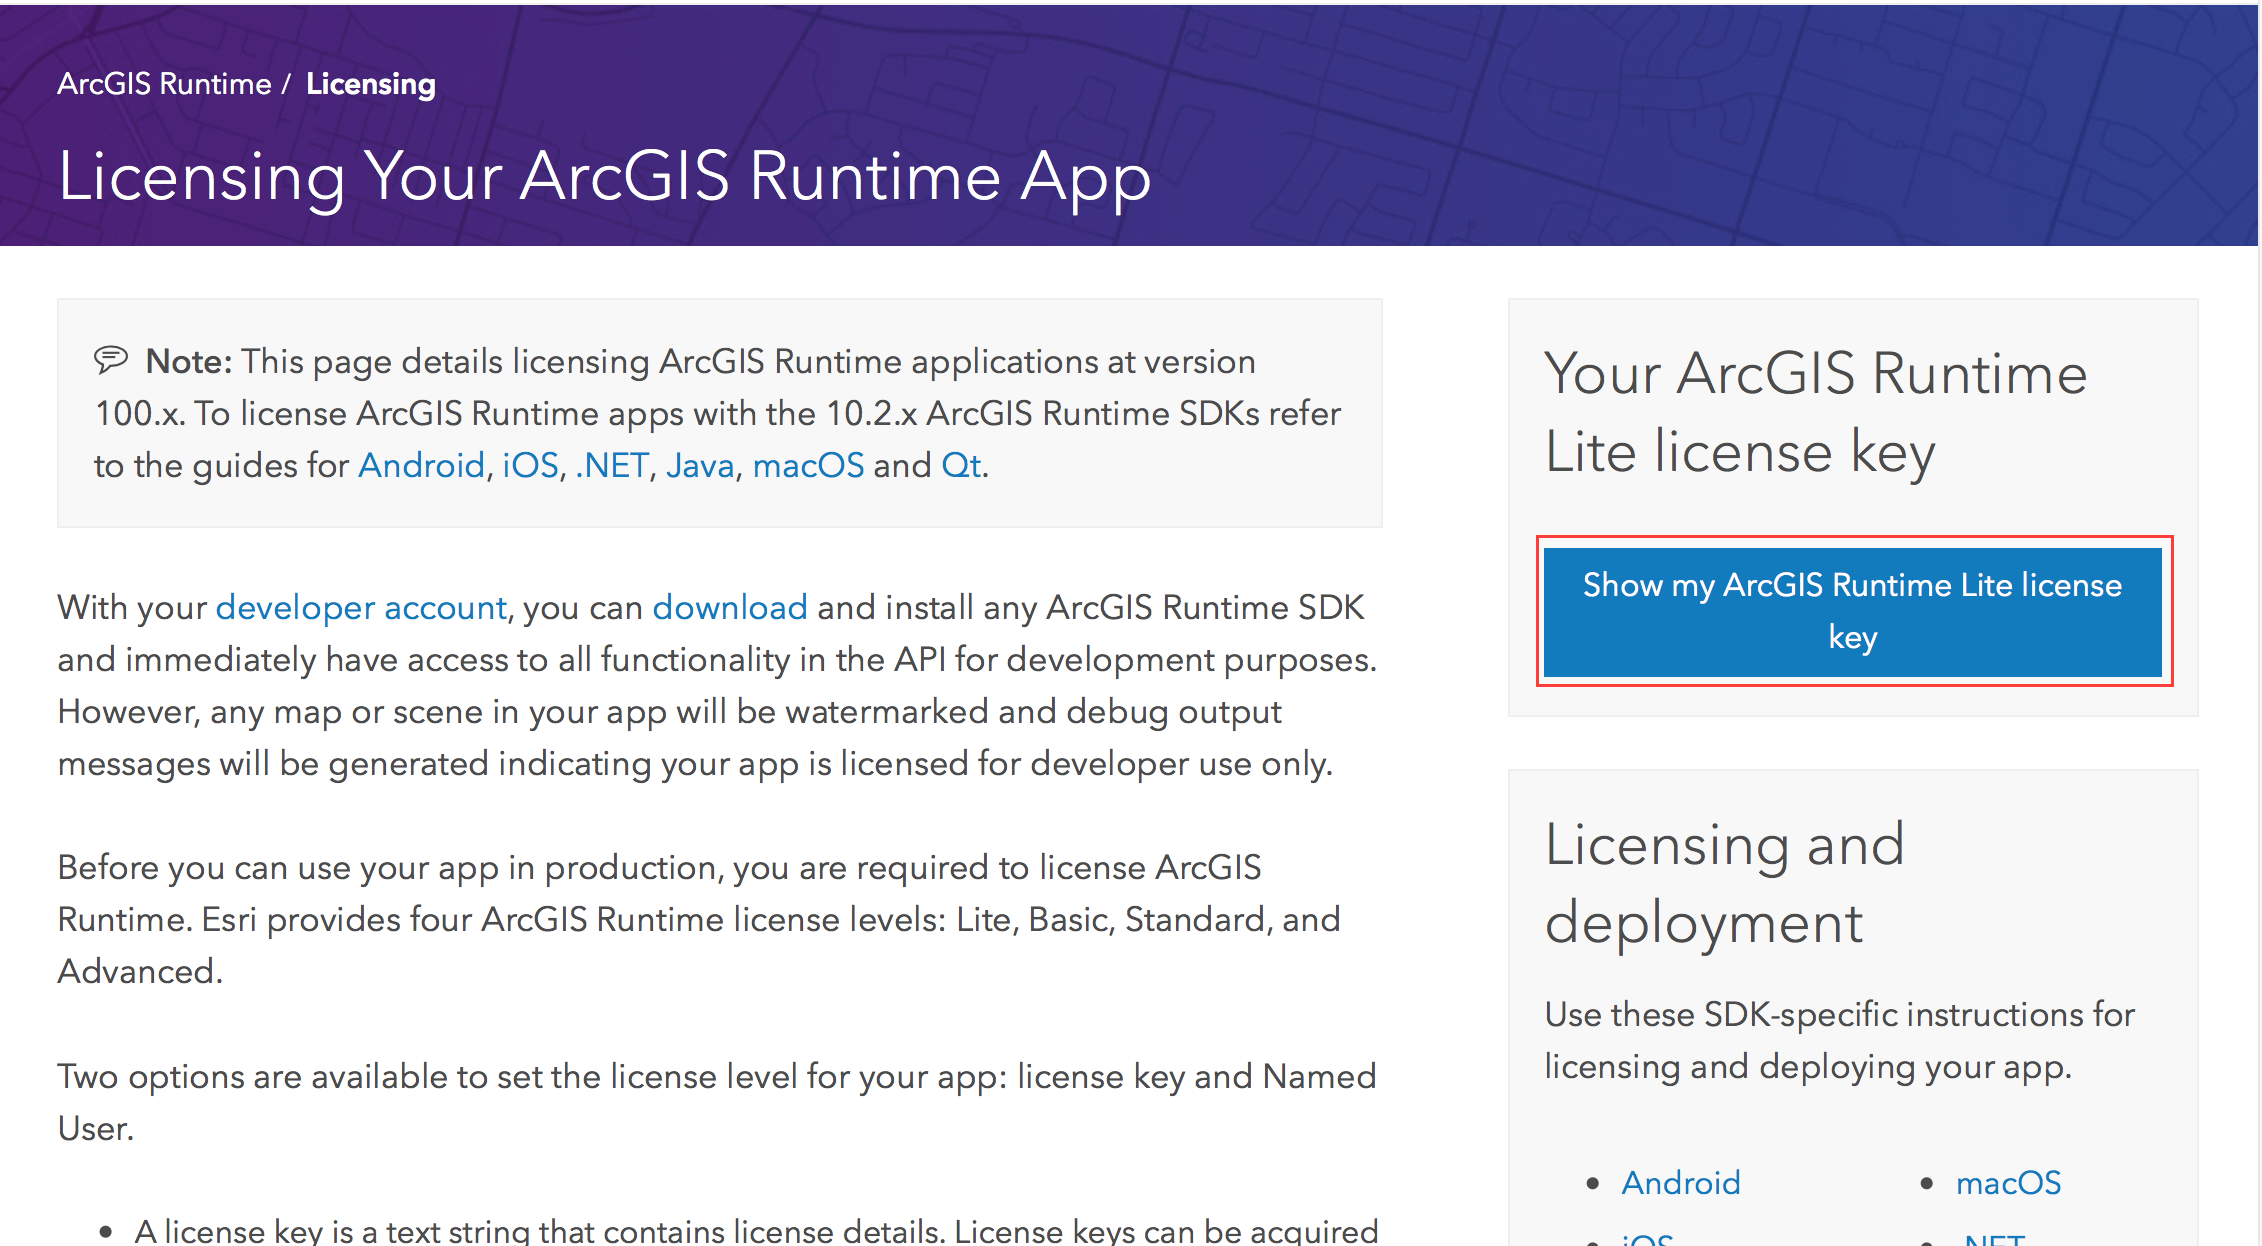 ArcGIS Runtime / Licensing
Licensing Your ArcGIS Runtime App
Note: This page details licensing ArcGIS Runtime applications at version
100.x. To license ArcGIS Runtime apps with the 10.2.x ArcGIS Runtime SDKs refer
to the guides for Android, iOS, .NET, Java, macOS and Qt.
With your developer account, you can download and install any ArcGIS Runtime SDK
and immediately have access to all functionality in the API for development purposes.
However, any map or scene in your app will be watermarked and debug output
messages will be generated indicating your app is licensed for developer use only.
Before you can use your app in production, you are required to license ArcGIS
Runtime. Esri provides four ArcGIS Runtime license levels: Lite, Basic, Standard, and
Advanced.
Two options are available to set the license level for your app: license key and Named
User.
• A license key is a text string that contains license details. License keys can be acquired
Your ArcGIS Runtime
Lite license key
Show my ArcGIS Runtime Lite license
key
Licensing and
deployment
Use these SDK-specific instructions for
licensing and deploying your app.
• Android
• iOS
• macOS
• .NET